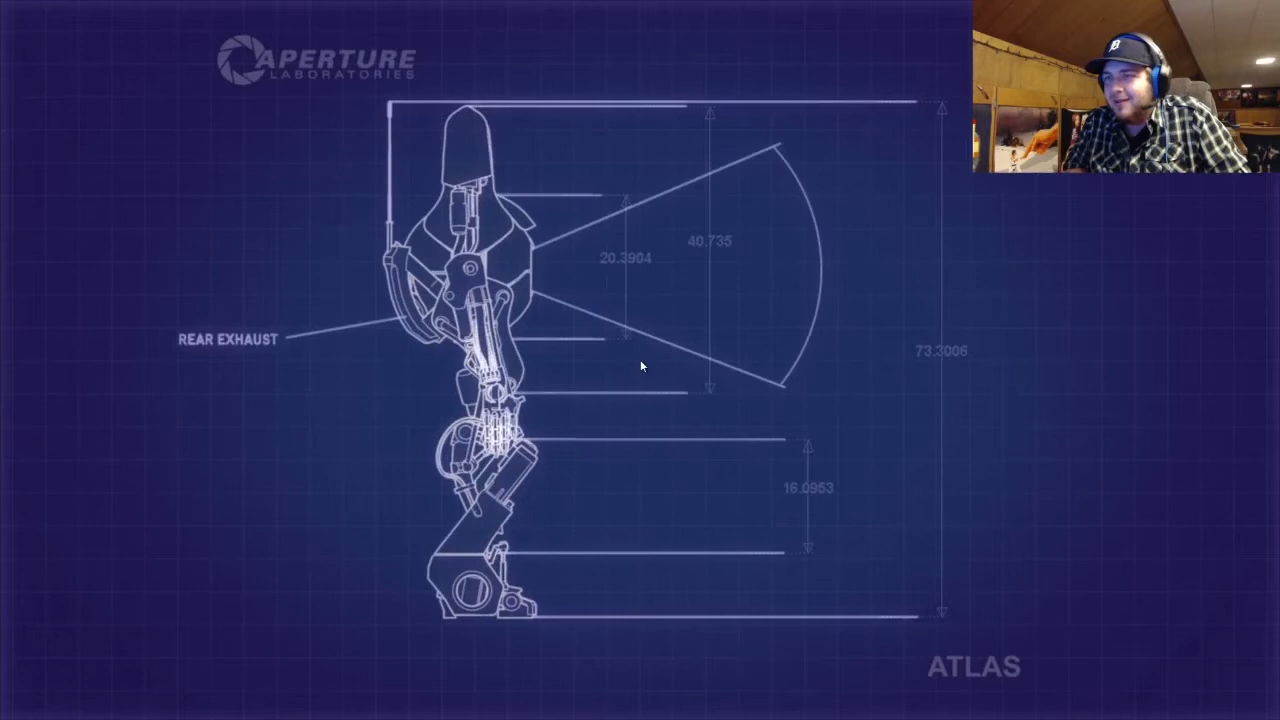 APERTURE
LABORATORIES
40.735
20.3904
REAR EXHAUST
73.3006
16.0953
ATLAS